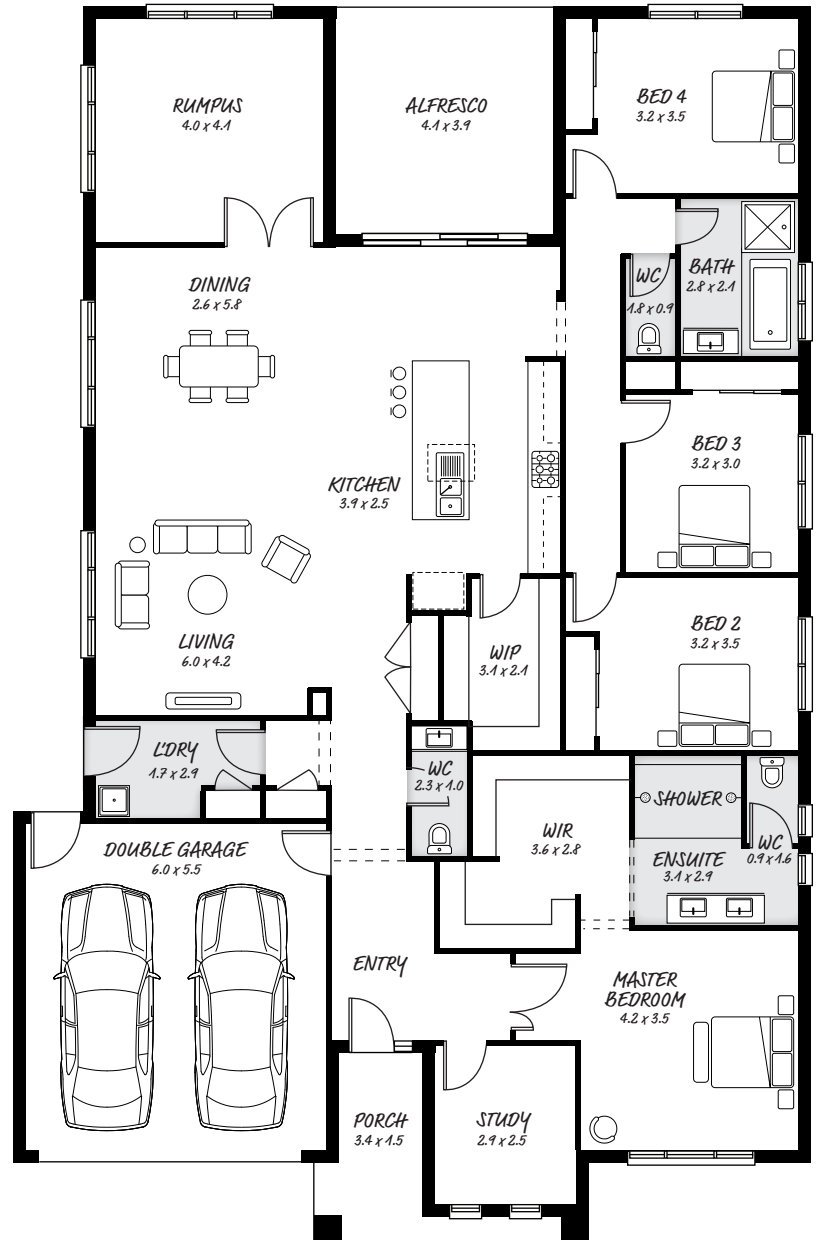 RUMPUS
4.0 x 4.1
ALFRESCO
4.1 x 3.9
BED 4
3.2 x 3.5
DINING
2.6 x 5.8
WC
1.8 x 0.9
BATH
2.8 x 2.1
KITCHEN
3.9 x 2.5
BED 3
3.2 x 3.0
LIVING
6.0 x 4.2
WIP
3.1 x 2.1
BED 2
3.2 x 3.5
L'DRY
1.7 x 2.9
WC
2.3 x 1.0
SHOWER
WIR
3.6 x 2.8
WC
0.9 x 1.6
ENSUITE
3.1 x 2.9
DOUBLE GARAGE
6.0 x 5.5
ENTRY
MASTER
BEDROOM
4.2 x 3.5
PORCH
3.4 x 1.5
STUDY
2.9 x 2.5